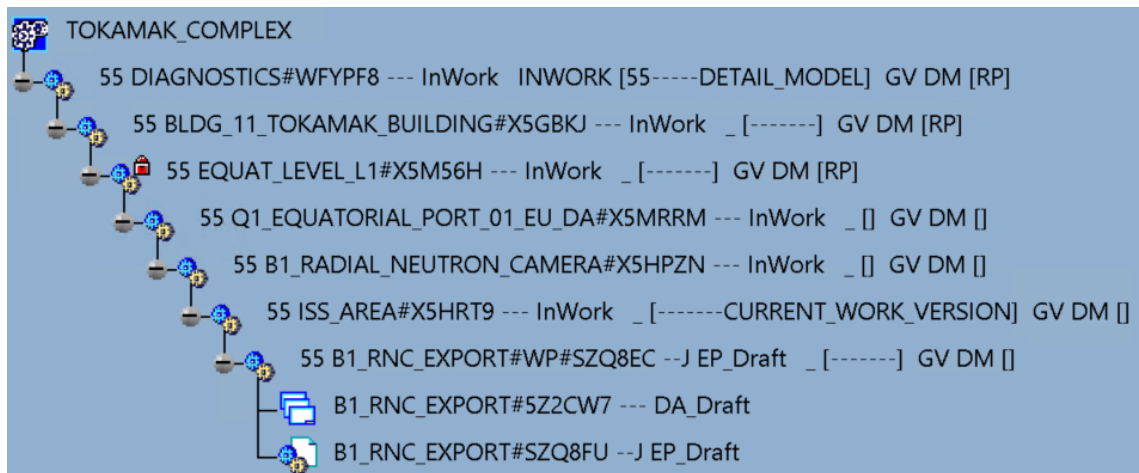 TOKAMAK_COMPLEX
55 DIAGNOSTICS#WFYPF8 --- InWork INWORK [55-----DETAIL_MODEL] GV DM [RP]
55 BLDG_11_TOKAMAK_BUILDING#X5GBKJ --- InWork _ [-------] GV DM [RP]
55 EQUAT_LEVEL_L1#X5M56H --- InWork _ [-------] GV DM [RP]
55 Q1_EQUATORIAL_PORT_01_EU_DA#X5MRRM --- InWork _ [] GV DM []
55 B1_RADIAL_NEUTRON_CAMERA#X5HPZN --- InWork _ [] GV DM []
55 ISS_AREA#X5HRT9 --- InWork _ [-------CURRENT_WORK_VERSION] GV DM []
55 B1_RNC_EXPORT#WP#SZQ8EC --J EP_Draft _ [-------] GV DM []
B1_RNC_EXPORT#5Z2CW7 --- DA_Draft
B1_RNC_EXPORT#SZQ8FU --J EP_Draft